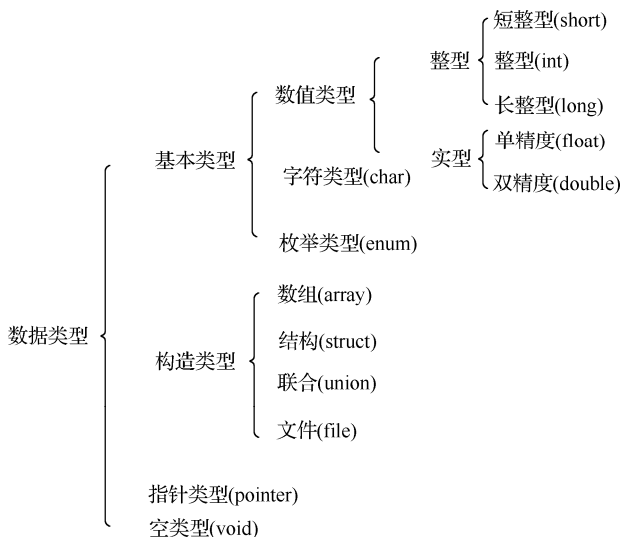 短整型(short)
整型
整型(int)
数值类型
长整型(long)
单精度(float)
基本类型
实型
字符类型(char)
双精度(double)
枚举类型(enum)
数组(array)
数据类型
结构(struct)
构造类型
联合(union)
文件(file)
指针类型(pointer)
空类型(void)